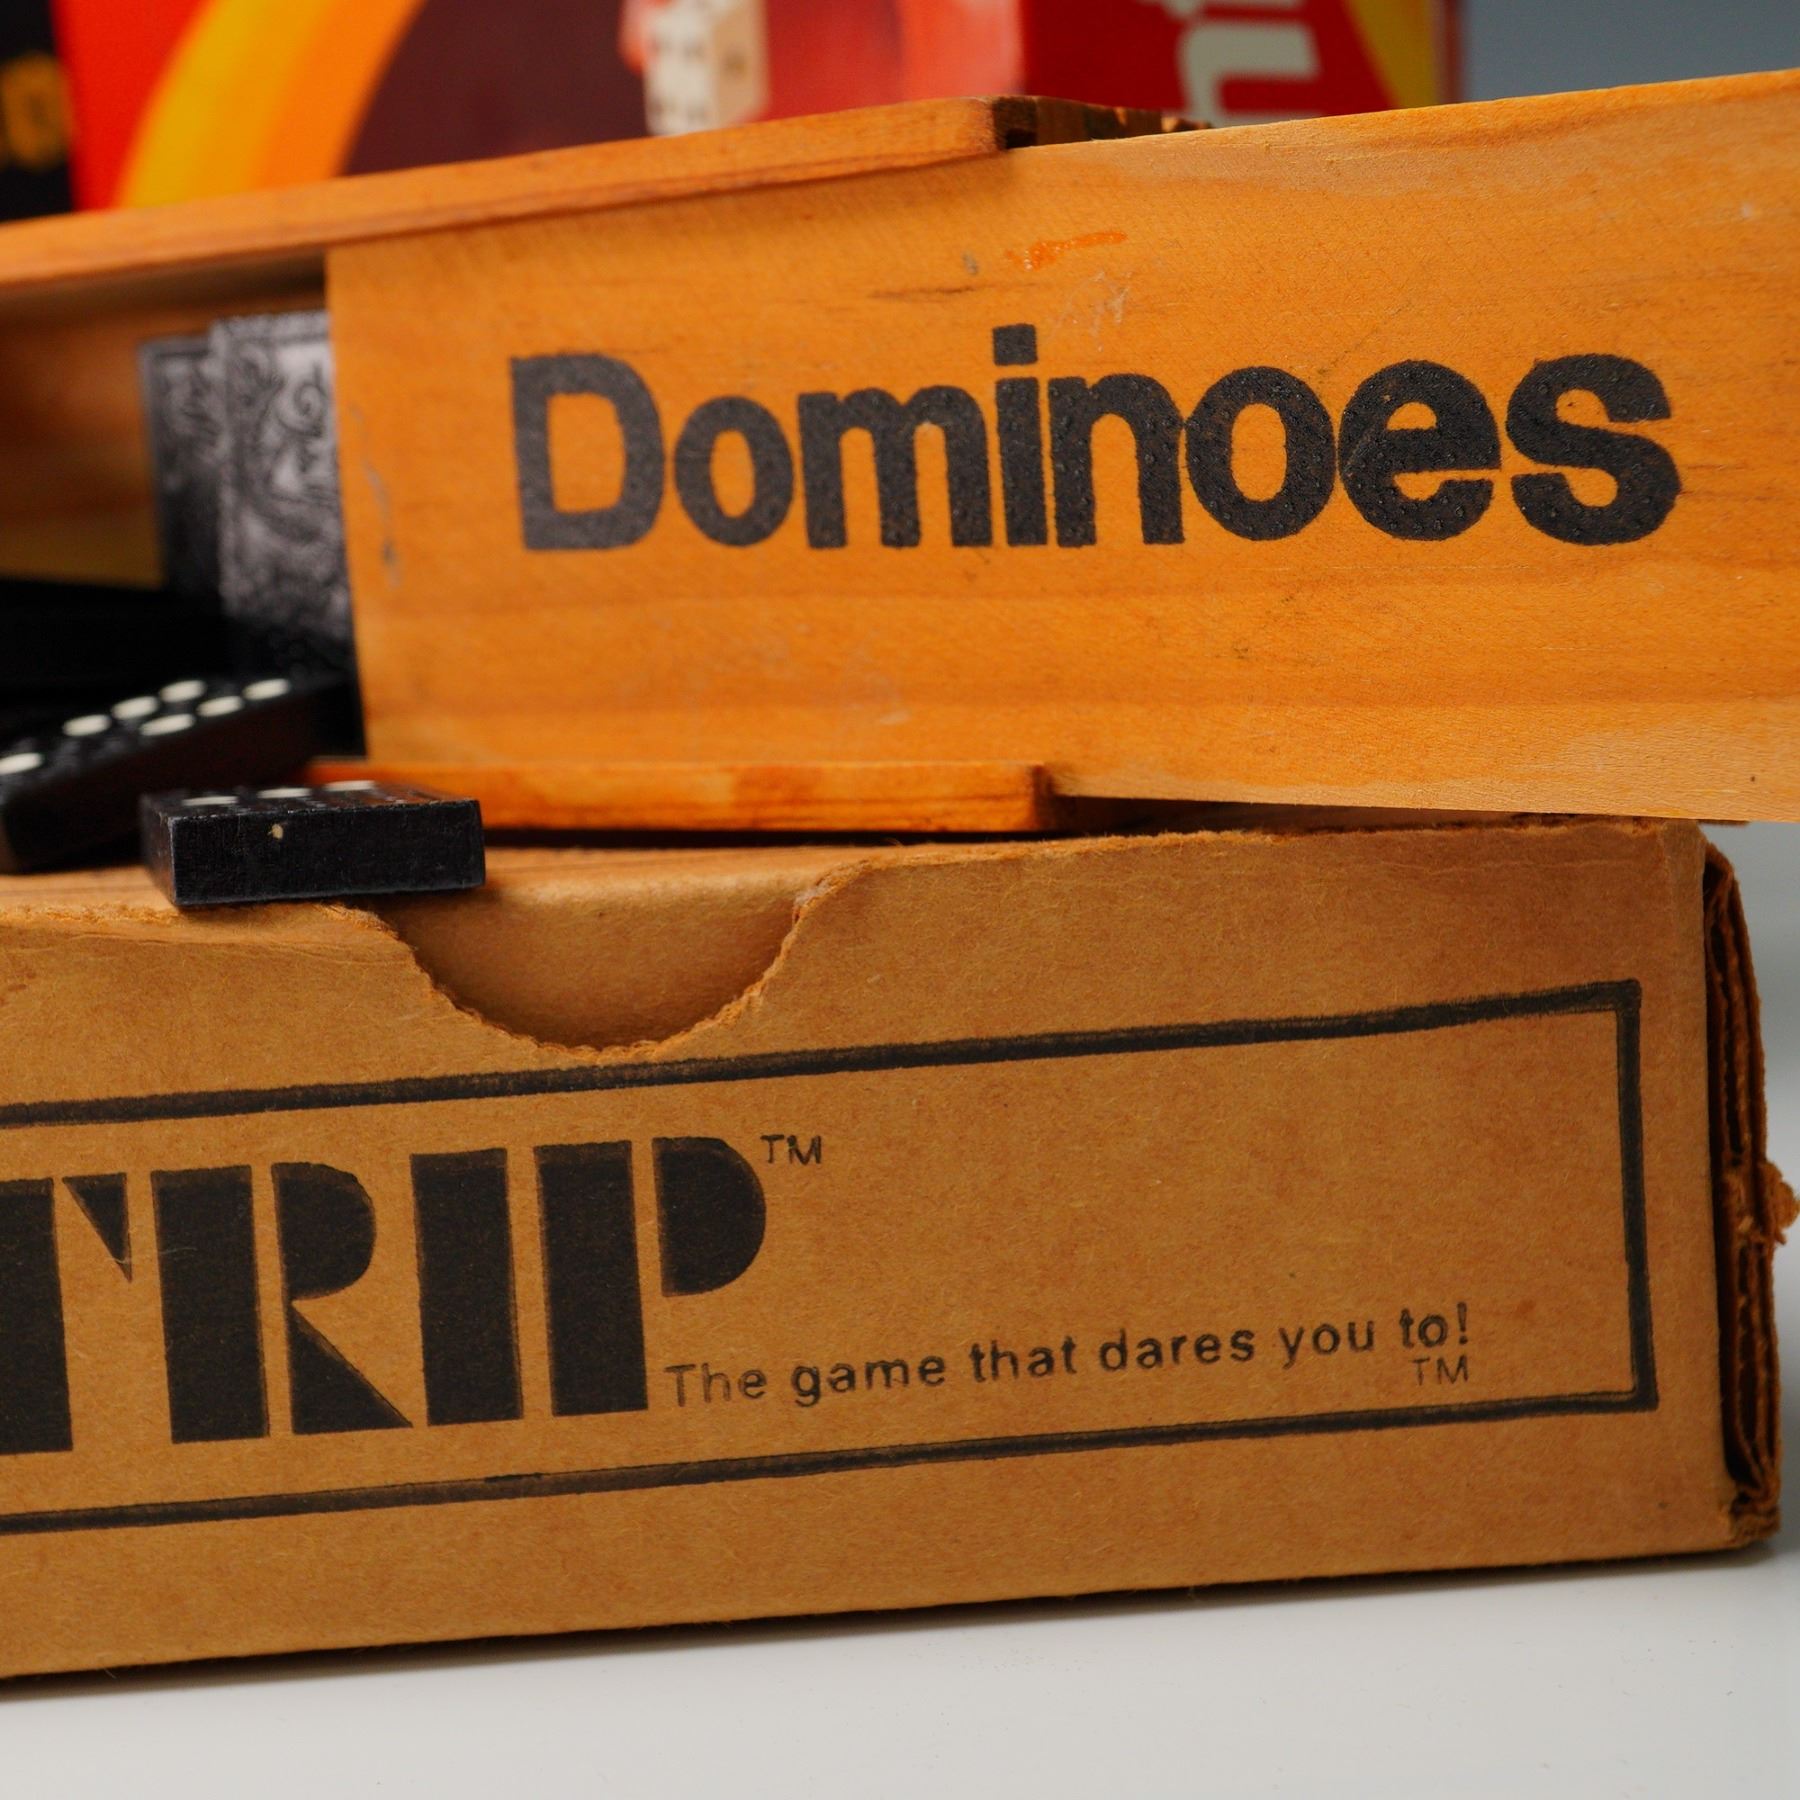 Dominoes
TRIP™
The game that dares you to!
TM